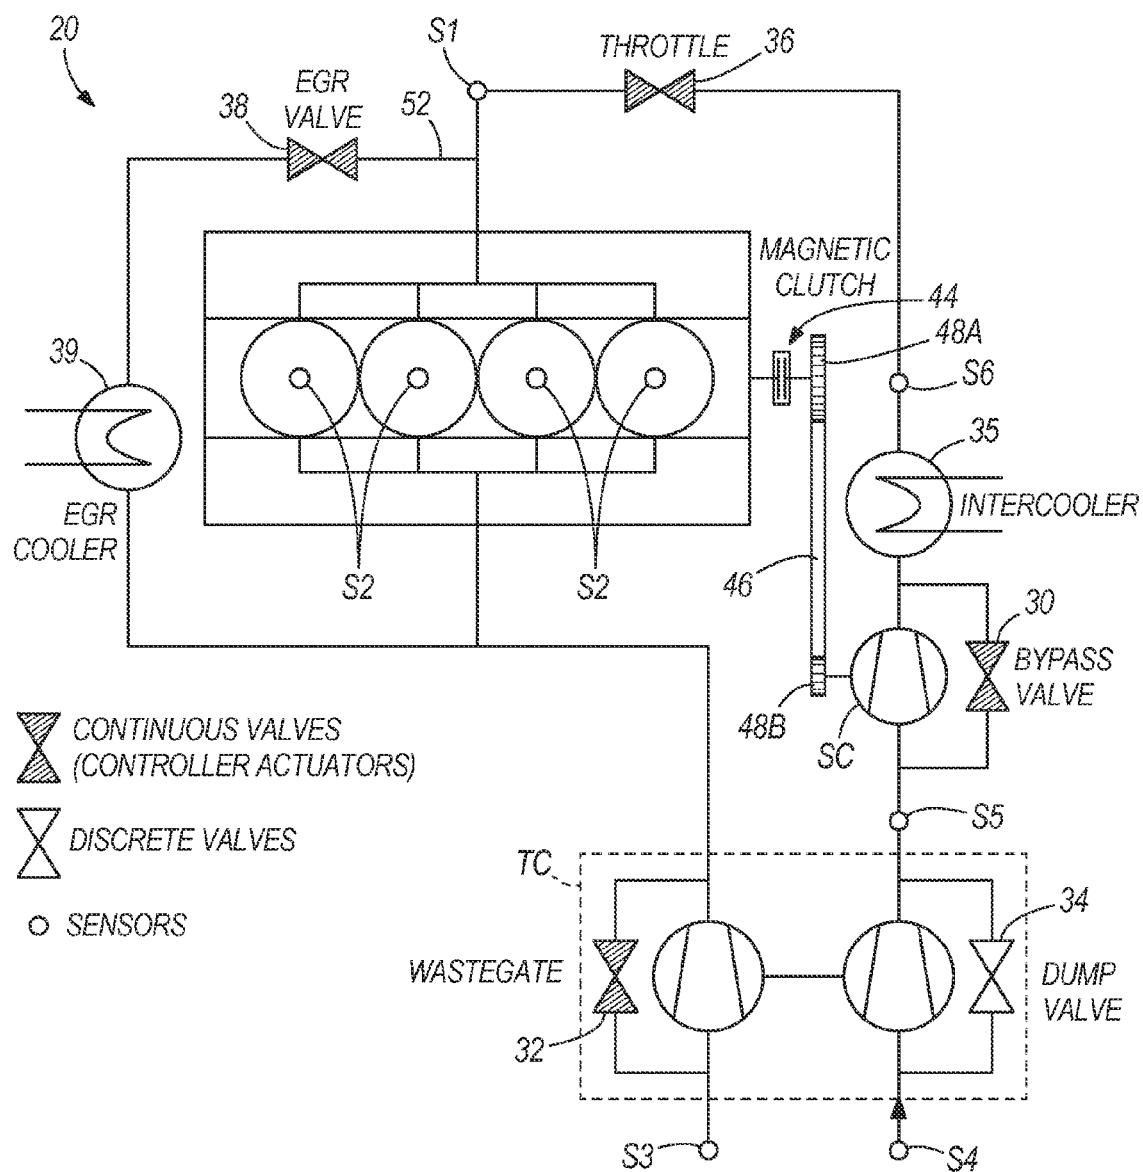 20
S1
THROTTLE
36
EGR
VALVE
38
52
MAGNETIC
CLUTCH
44
48A
39
S6
35
INTERCOOLER
EGR
COOLER
S2
S2
46
30
BYPASS
VALVE
48B
SC
CONTINUOUS VALVES
(CONTROLLER ACTUATORS)
DISCRETE VALVES
SENSORS
S5
TC
34
WASTEGATE
DUMP
VALVE
32
S3
S4